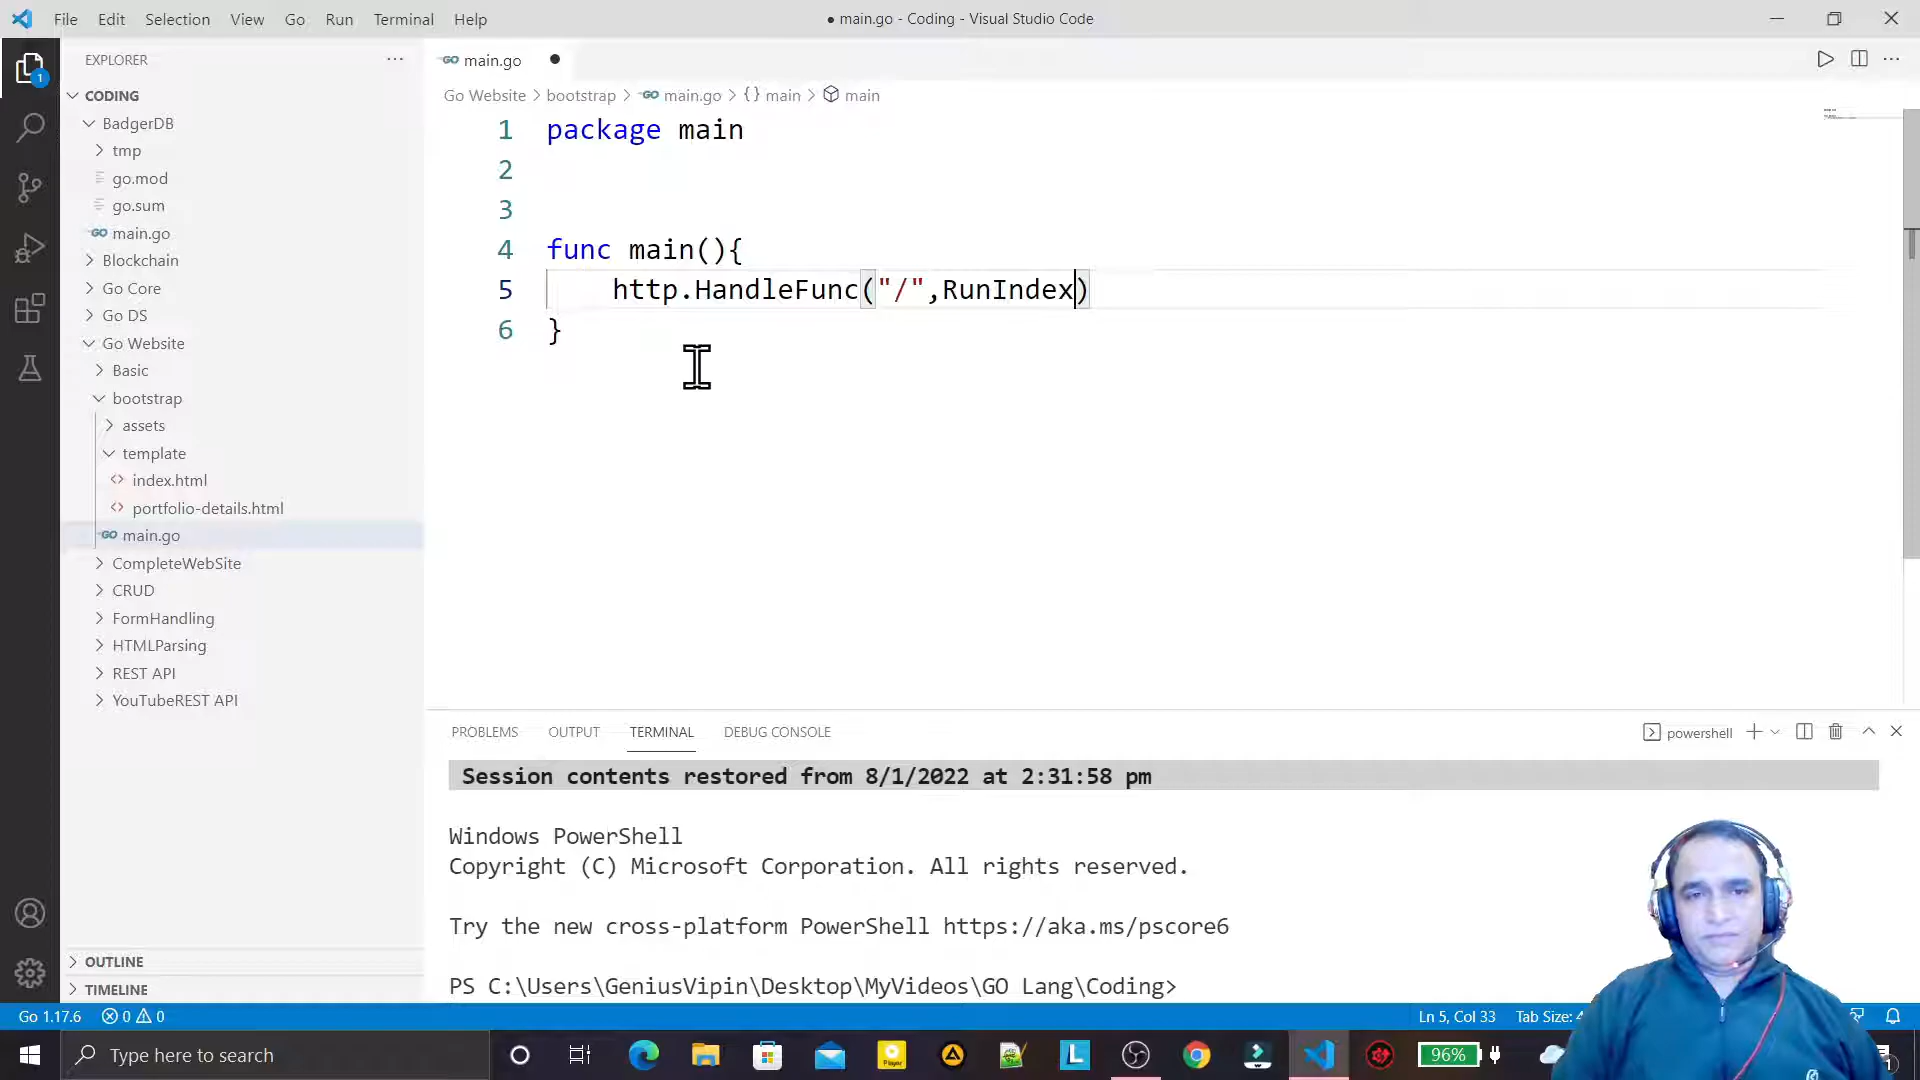 File Edit Selection View Go Run Terminal Help
● main.go - Coding - Visual Studio Code
EXPLORER
1
CODING
BadgerDB
tmp
go.mod
go.sum
GO main.go
Blockchain
Go Core
Go DS
Go Website
Basic
bootstrap
assets
template
index.html
portfolio-details.html
GO main.go
CompleteWebSite
CRUD
FormHandling
HTMLParsing
REST API
YouTubeREST API
OUTLINE
TIMELINE
GO main.go
Go Website > bootstrap > GO main.go > {} main > main
1 package main
2
3
4 func main(){
5 http.HandleFunc("/",RunIndex)
6 }
PROBLEMS OUTPUT TERMINAL DEBUG CONSOLE
powershell
Session contents restored from 8/1/2022 at 2:31:58 pm
Windows PowerShell
Copyright (C) Microsoft Corporation. All rights reserved.
Try the new cross-platform PowerShell https://aka.ms/pscore6
PS C:\Users\GeniusVipin\Desktop\MyVideos\GO Lang\Coding>
Go 1.17.6 0 0 Ln 5, Col 33 Tab Size:
Type here to search
Player
L
96%
1